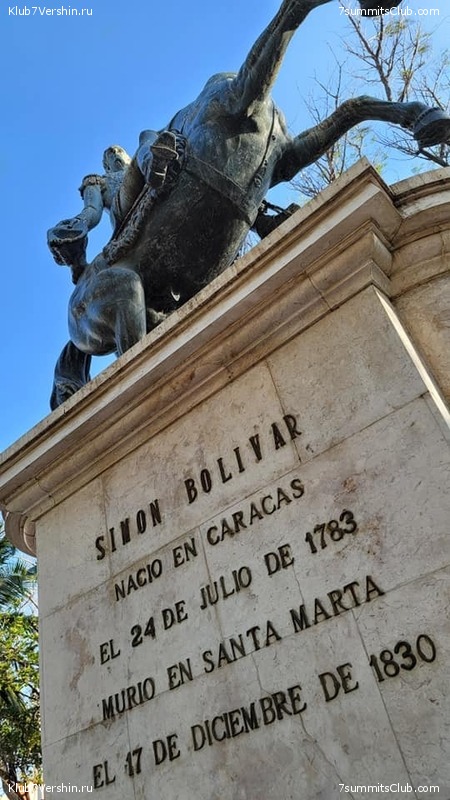 Klub7Vershin.ru
7summitsClub.com
SIMON BOLIVAR
NACIO EN CARACAS
EL 24 DE JULIO DE 1783
MURIO EN SANTA MARTA
EL 17 DE DICIEMBRE DE 1830
Klub7Vershin.ru
7summitsClub.com